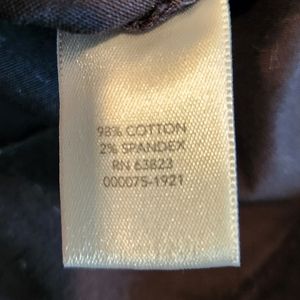 98% COTTON
2% SPANDEX
RN 63823
000075-1921